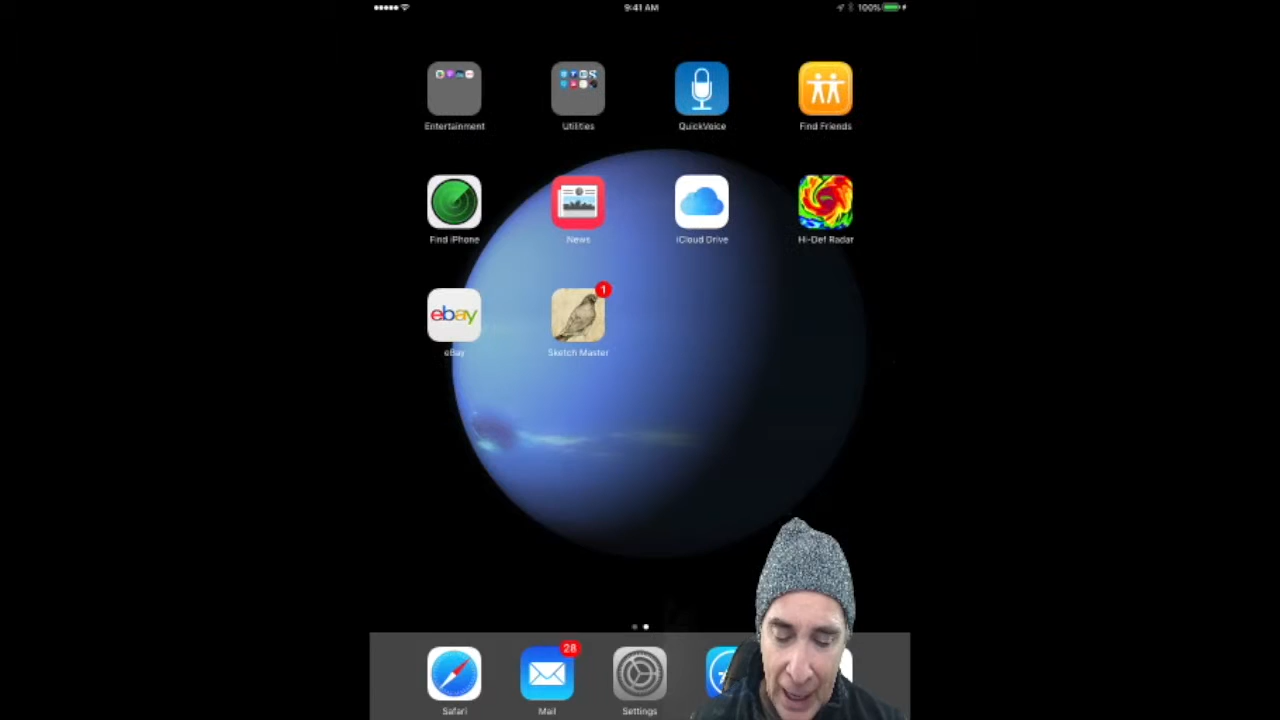 9:41 AM
100%
Entertainment
Utilities
QuickVoice
Find Friends
Find iPhone
News
iCloud Drive
Hi-Def Radar
ebay
1
eBay
Sketch Master
28
Safari
Mail
Settings